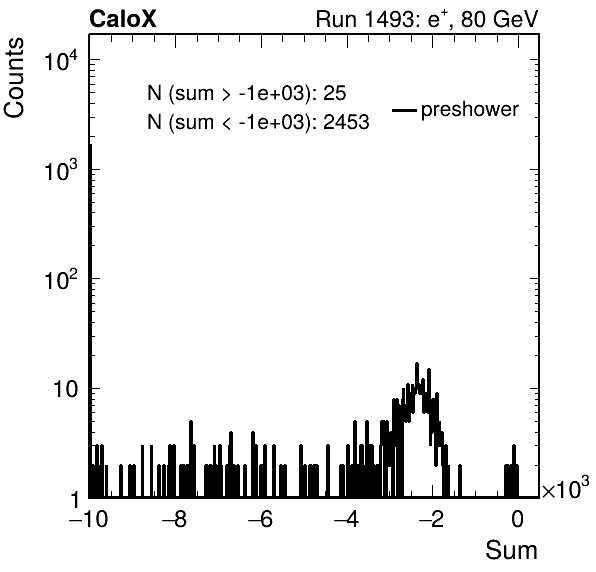 CaloX Run 1493: e⁺, 80 GeV
Counts
10⁴
N (sum > -1e+03): 25
N (sum < -1e+03): 2453
preshower
10³
10²
10
1
−10 −8 −6 −4 −2 0 ×10³
Sum